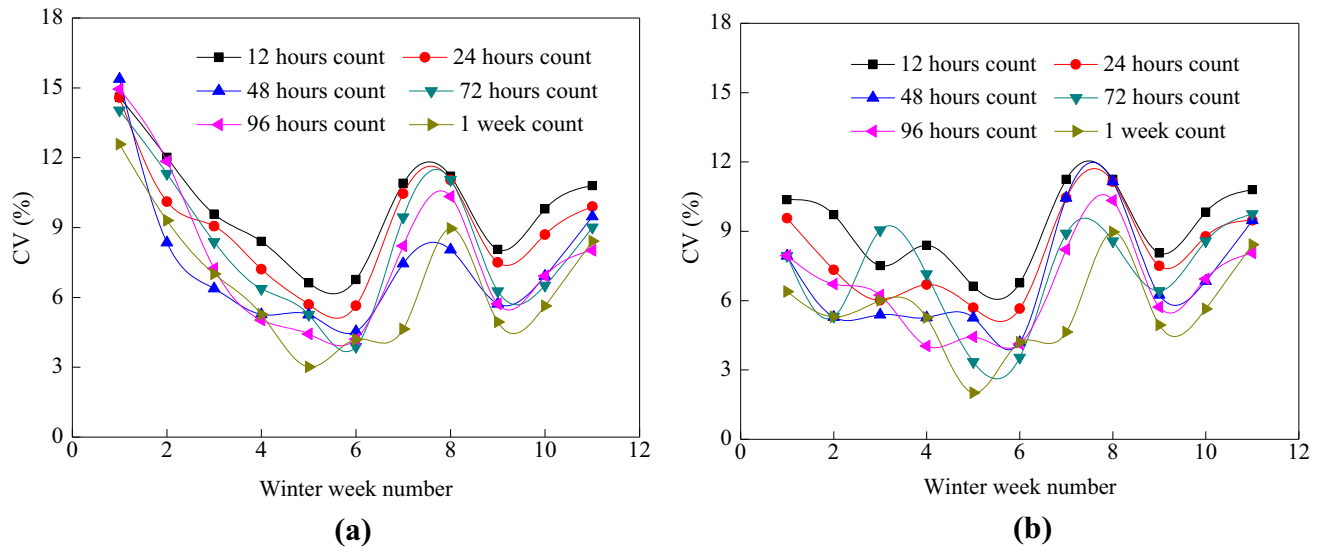 18
15
12
9
6
3
0
CV (%)
12 hours count
24 hours count
48 hours count
72 hours count
96 hours count
1 week count
0 2 4 6 8 10 12
Winter week number
(a)
18
15
12
9
6
3
0
CV (%)
12 hours count
24 hours count
48 hours count
72 hours count
96 hours count
1 week count
0 2 4 6 8 10 12
Winter week number
(b)